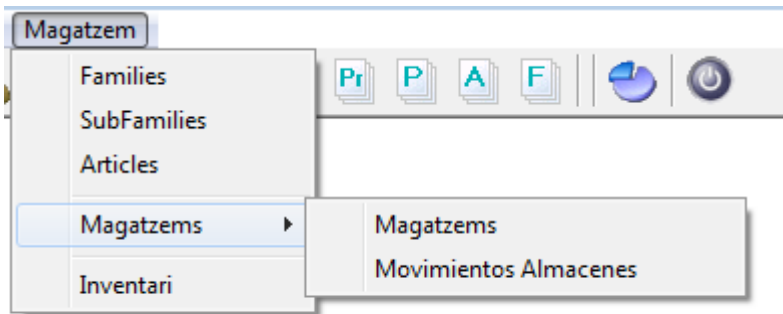 Magatzem
Families
Pr P A F
SubFamilies
Articles
Magatzems
Magatzems
Movimientos Almacenes
Inventari